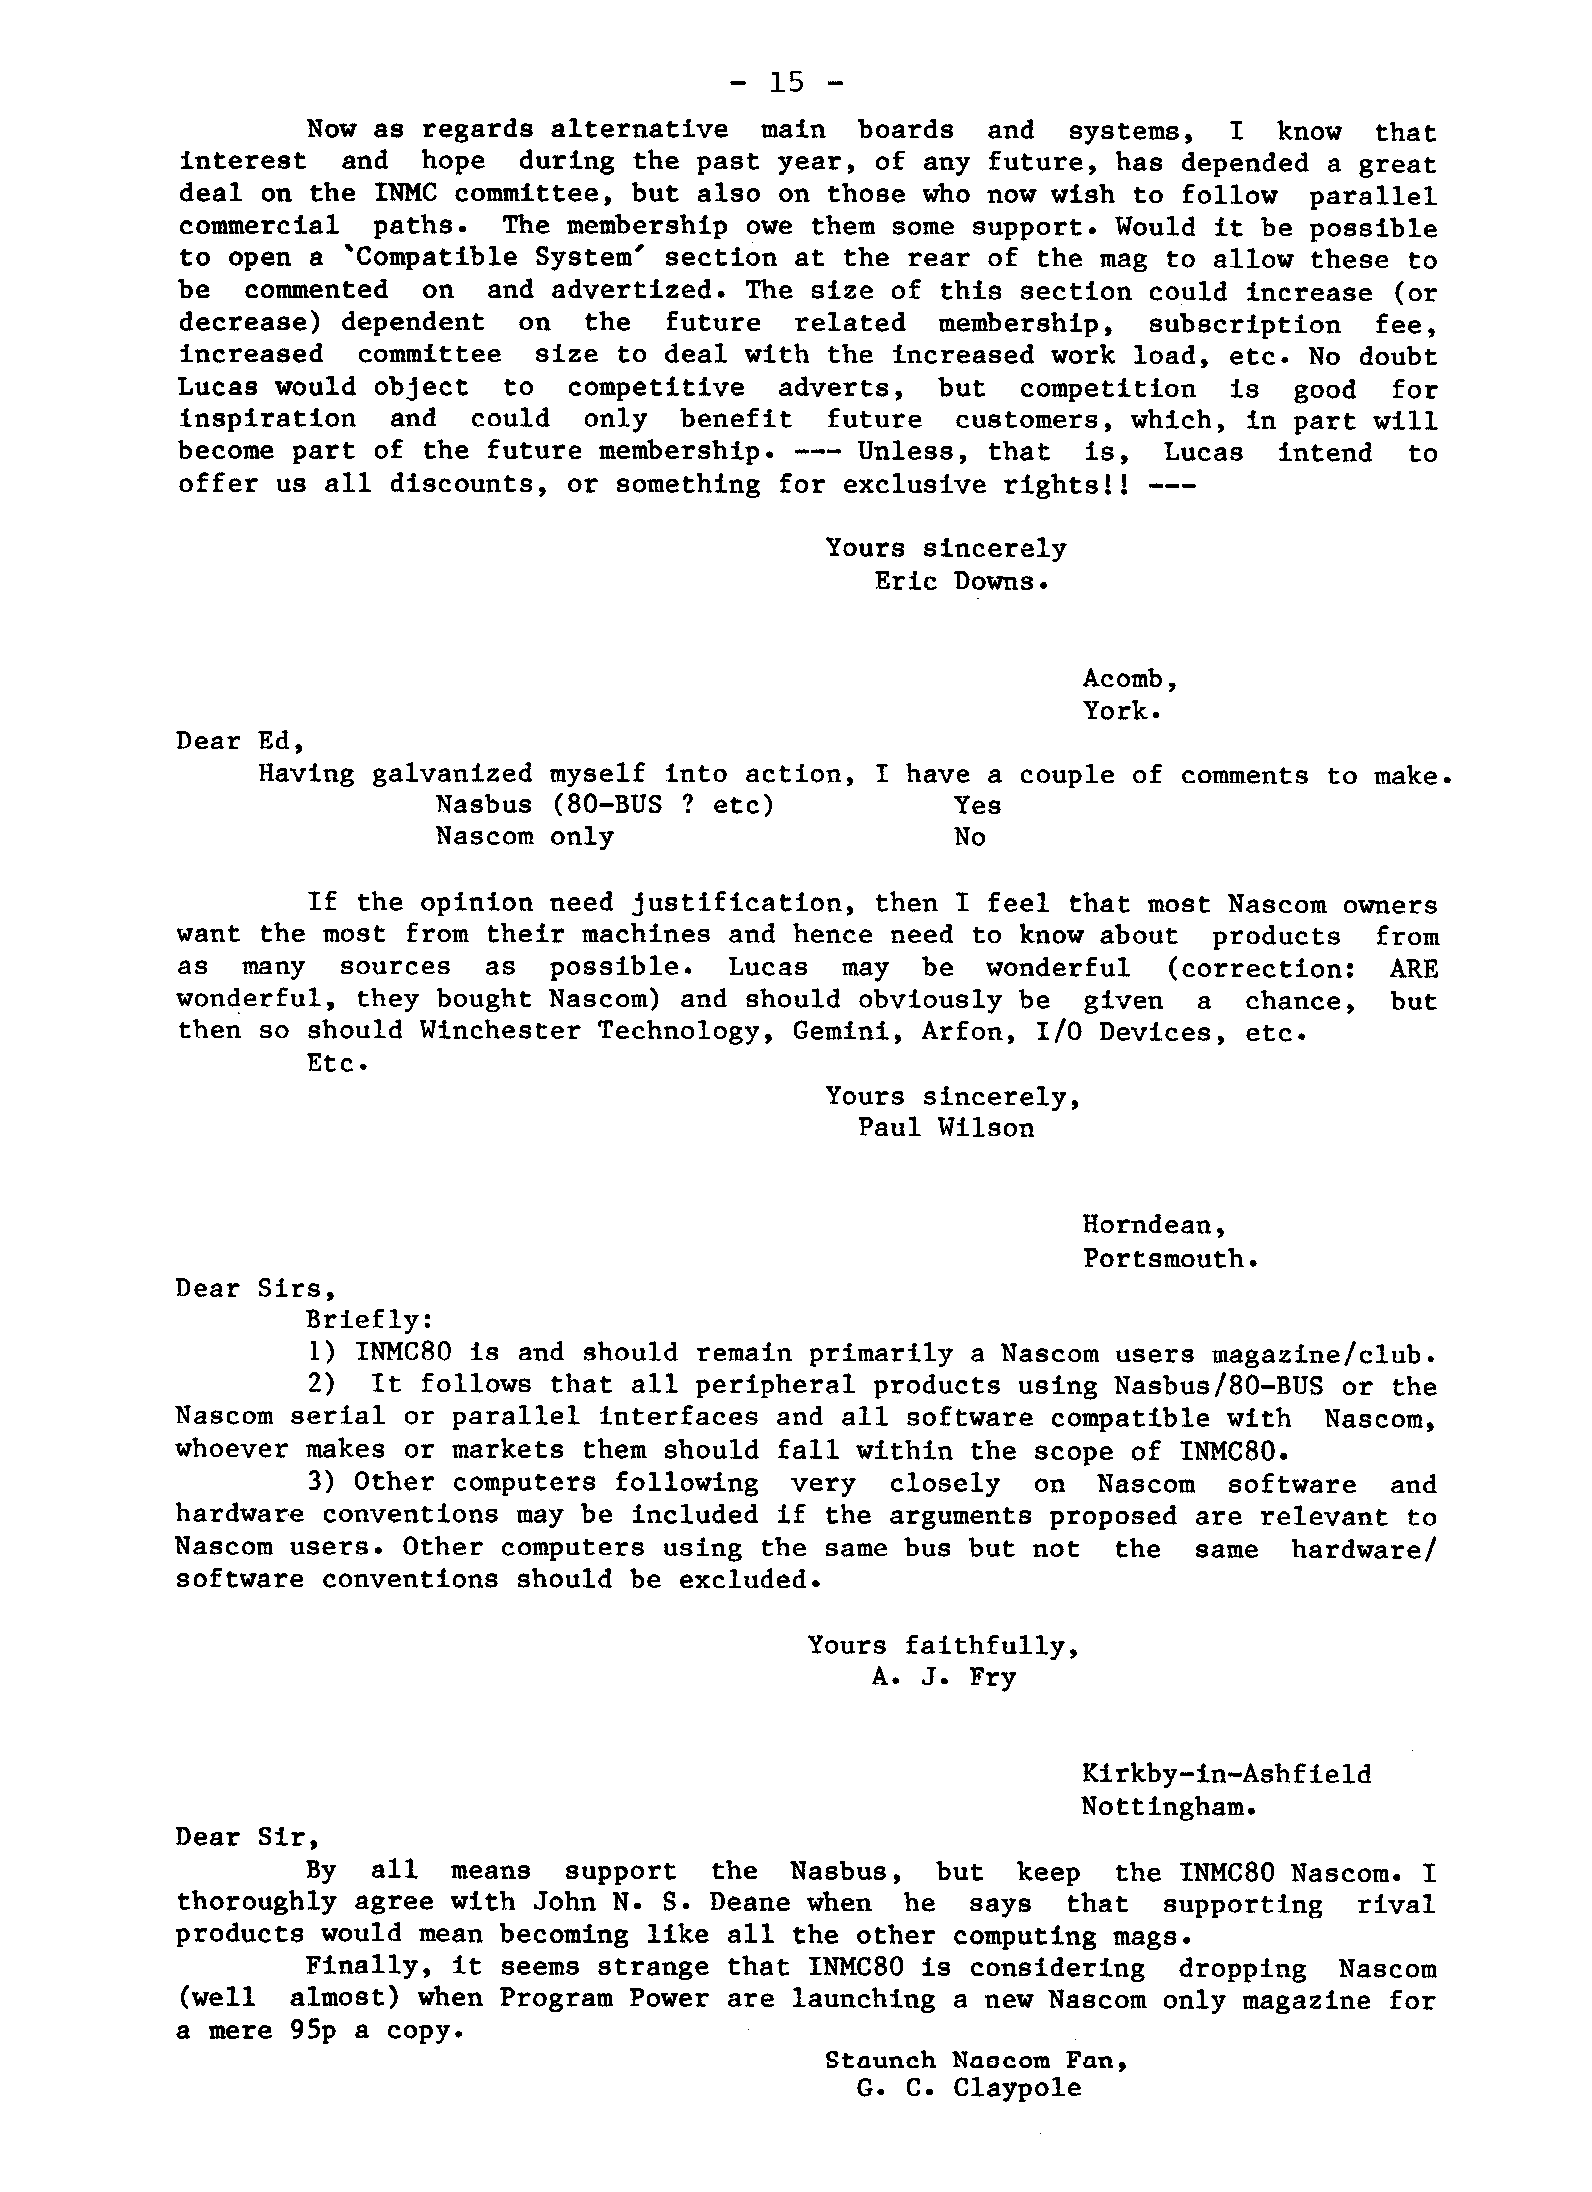 - 15 -
Now as regards alternative main boards and systems, I know that
interest and hope during the past year, of any future, has depended a great
deal on the INMC committee, but also on those who now wish to follow parallel
commercial paths. The membership owe them some support. Would it be possible
to open a `Compatible System' section at the rear of the mag to allow these to
be commented on and advertized. The size of this section could increase (or
decrease) dependent on the future related membership, subscription fee,
increased committee size to deal with the increased work load, etc. No doubt
Lucas would object to competitive adverts, but competition is good for
inspiration and could only benefit future customers, which, in part will
become part of the future membership. --- Unless, that is, Lucas intend to
offer us all discounts, or something for exclusive rights!! ---
Yours sincerely
Eric Downs.
Acomb,
York.
Dear Ed,
Having galvanized myself into action, I have a couple of comments to make.
Nasbus (80-BUS ? etc) Yes
Nascom only No
If the opinion need justification, then I feel that most Nascom owners
want the most from their machines and hence need to know about products from
as many sources as possible. Lucas may be wonderful (correction: ARE
wonderful, they bought Nascom) and should obviously be given a chance, but
then so should Winchester Technology, Gemini, Arfon, I/O Devices, etc.
Etc.
Yours sincerely,
Paul Wilson
Horndean,
Portsmouth.
Dear Sirs,
Briefly:
1) INMC80 is and should remain primarily a Nascom users magazine/club.
2) It follows that all peripheral products using Nasbus/80-BUS or the
Nascom serial or parallel interfaces and all software compatible with Nascom,
whoever makes or markets them should fall within the scope of INMC80.
3) Other computers following very closely on Nascom software and
hardware conventions may be included if the arguments proposed are relevant to
Nascom users. Other computers using the same bus but not the same hardware/
software conventions should be excluded.
Yours faithfully,
A. J. Fry
Kirkby-in-Ashfield
Nottingham.
Dear Sir,
By all means support the Nasbus, but keep the INMC80 Nascom. I
thoroughly agree with John N. S. Deane when he says that supporting rival
products would mean becoming like all the other computing mags.
Finally, it seems strange that INMC80 is considering dropping Nascom
(well almost) when Program Power are launching a new Nascom only magazine for
a mere 95p a copy.
Staunch Nascom Fan,
G. C. Claypole